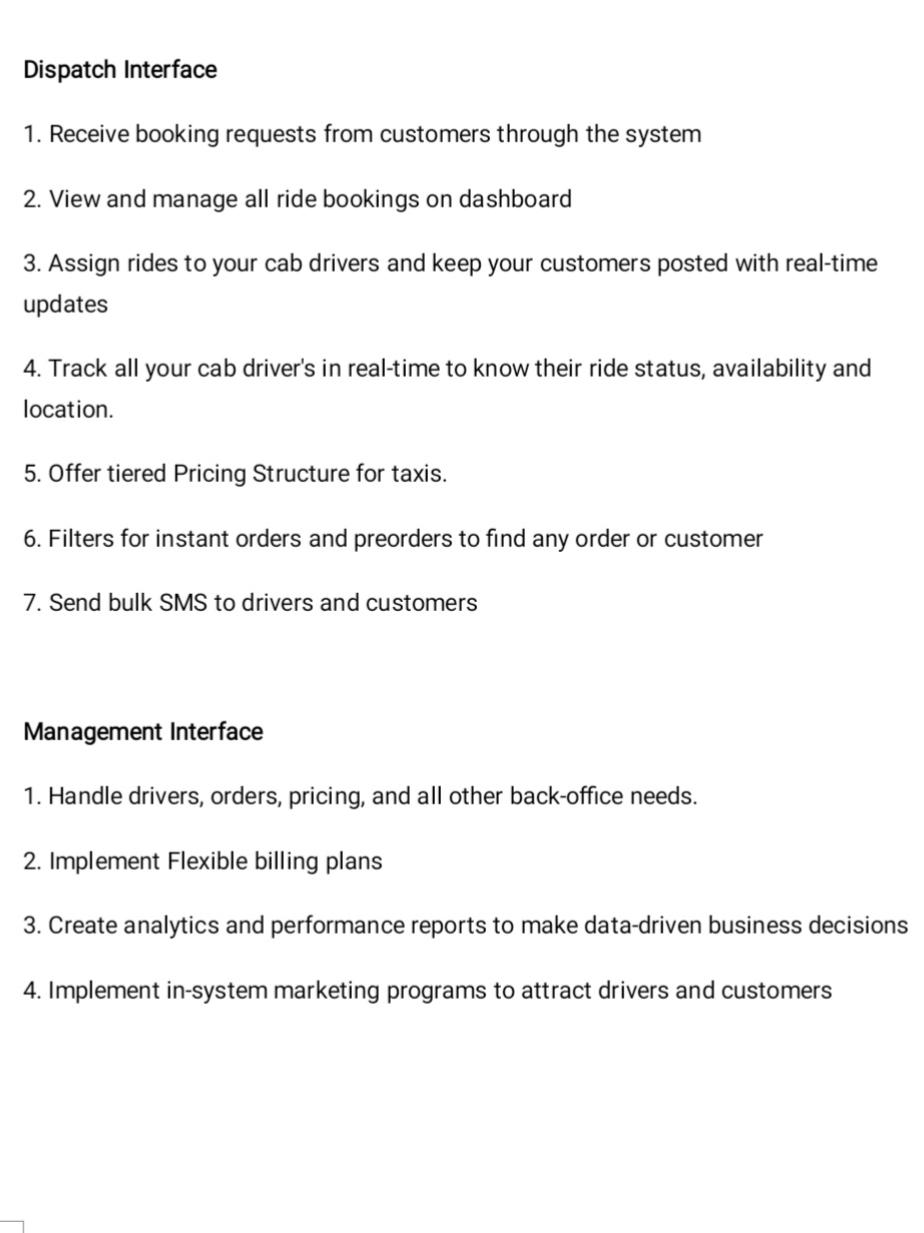 Dispatch Interface
1. Receive booking requests from customers through the system
2. View and manage all ride bookings on dashboard
3. Assign rides to your cab drivers and keep your customers posted with real-time
updates
4. Track all your cab driver's in real-time to know their ride status, availability and
location.
5. Offer tiered Pricing Structure for taxis.
6. Filters for instant orders and preorders to find any order or customer
7. Send bulk SMS to drivers and customers
Management Interface
1. Handle drivers, orders, pricing, and all other back-office needs.
2. Implement Flexible billing plans
3. Create analytics and performance reports to make data-driven business decisions
4. Implement in-system marketing programs to attract drivers and customers